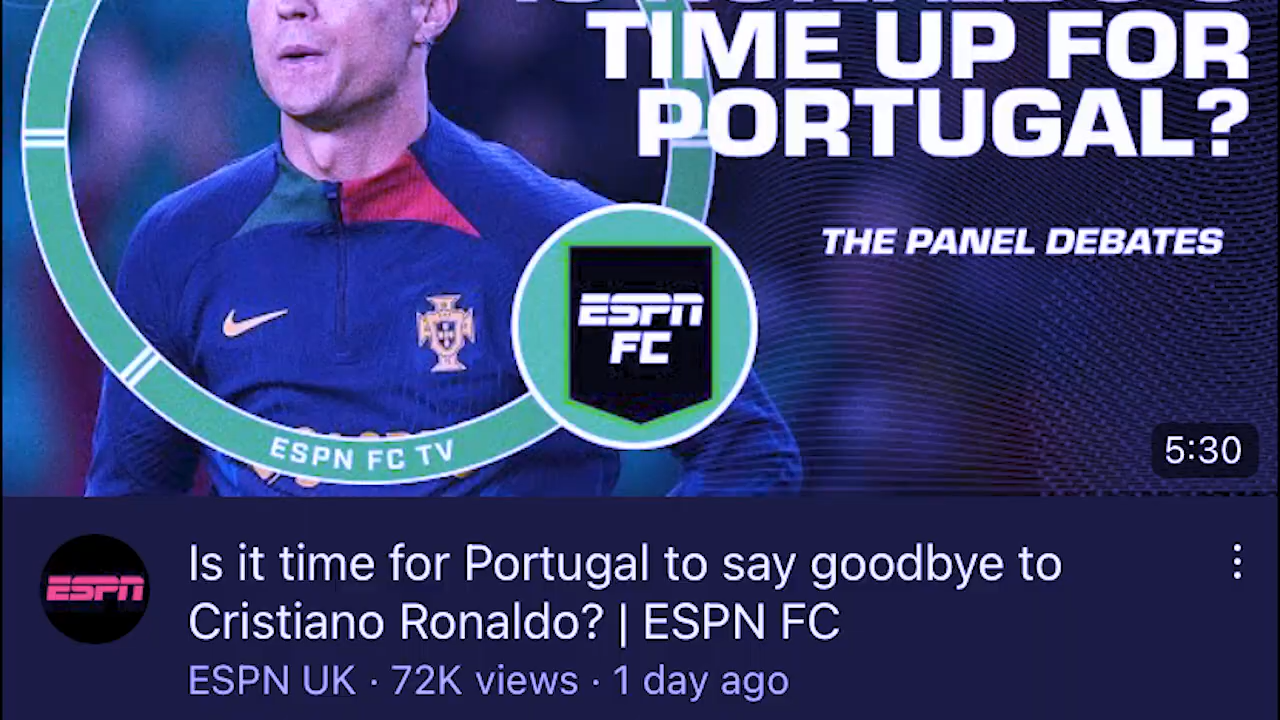 TIME UP FOR
PORTUGAL?
THE PANEL DEBATES
ESPN
FC
ESPN FC TV
5:30
ESPN
Is it time for Portugal to say goodbye to
Cristiano Ronaldo? | ESPN FC
ESPN UK · 72K views · 1 day ago